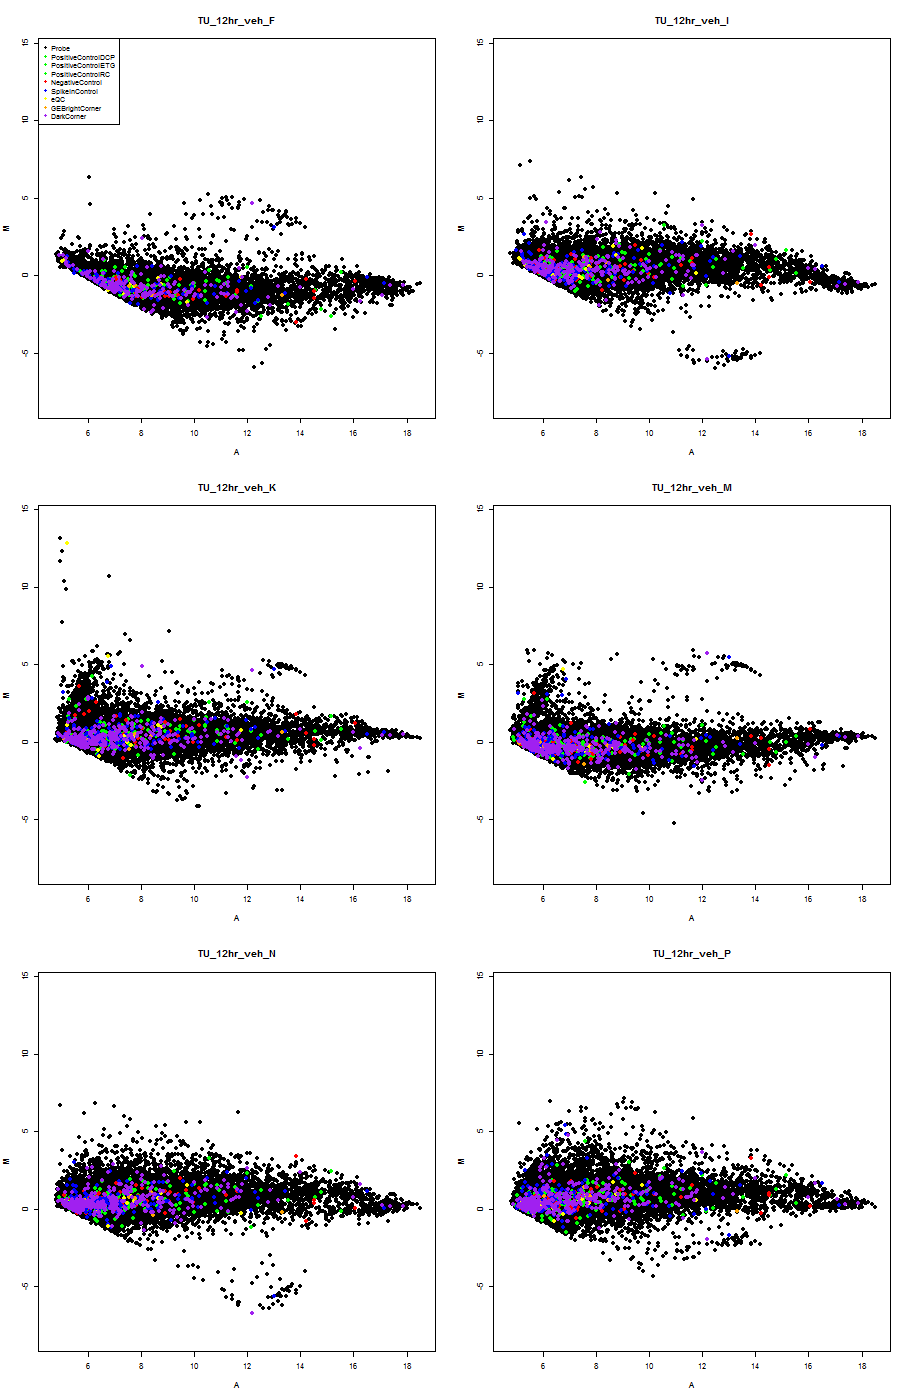 TU_12hr_veh_F
TU_12hr_veh_I
15
10
5
0
-5
M
Probe
PositiveControlDCP
PositiveControlETG
PositiveControlRC
NegativeControl
SpikeInControl
eQC
GEBrightCorner
DarkCorner
6 8 10 12 14 16 18
A
15
10
5
0
-5
M
6 8 10 12 14 16 18
A
TU_12hr_veh_K
TU_12hr_veh_M
15
10
5
0
-5
M
6 8 10 12 14 16 18
A
15
10
5
0
-5
M
6 8 10 12 14 16 18
A
TU_12hr_veh_N
TU_12hr_veh_P
15
10
5
0
-5
M
6 8 10 12 14 16 18
A
15
10
5
0
-5
M
6 8 10 12 14 16 18
A